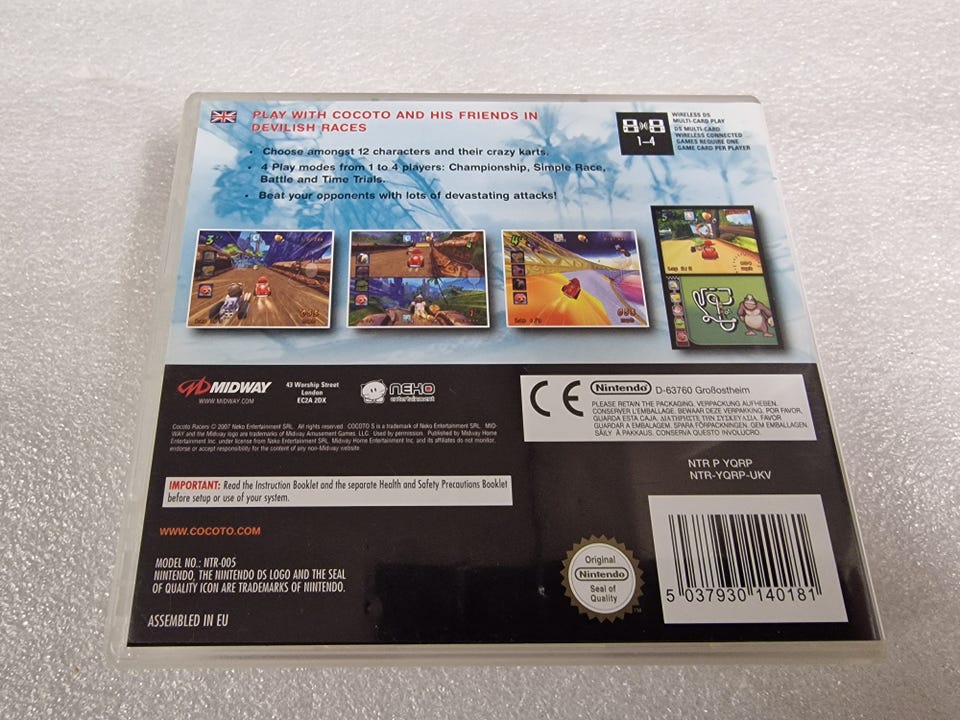 PLAY WITH COCOTO AND HIS FRIENDS IN
DEVILISH RACES
• Choose amongst 12 characters and their crazy karts.
• 4 Play modes from 1 to 4 players: Championship, Simple Race,
Battle and Time Trials.
• Beat your opponents with lots of devastating attacks!
1-4
WIRELESS DS
MULTI-CARD PLAY
DS MULTI-CARD
WIRELESS CONNECTED
GAMES REQUIRE ONE
GAME CARD PER PLAYER
MIDWAY
WWW.MIDWAY.COM
43 Worship Street
London
EC2A 2DX
NEKO
entertainment
Cocoto Racers © 2007 Neko Entertainment SRL. All rights reserved. COCOTO S is a trademark of Neko Entertainment SRL. MID-
WAY and the Midway logo are trademarks of Midway Amusement Games, LLC. Used by permission. Published by Midway Home
Entertainment Inc. under license from Neko Entertainment SRL. Midway Home Entertainment Inc. and its affiliates do not monitor,
endorse or accept responsibility for the content of any non-Midway website.
CE
Nintendo
D-63760 Großostheim
PLEASE RETAIN THE PACKAGING. VERPACKUNG AUFHEBEN.
CONSERVER L'EMBALLAGE. BEWAAR DEZE VERPAKKING. POR FAVOR,
GUARDA ESTA CAJA. ΔΙΑΤΗΡΗΣΤΕ ΤΗΝ ΣΥΣΚΕΥΑΣΙΑ. FAVOR
GUARDAR A EMBALAGEM. SPARA FÖRPACKNINGEN. GEM EMBALLAGEN.
SÄILYTÄ PAKKAUS. CONSERVA QUESTO INVOLUCRO.
NTR P YQRP
NTR-YQRP-UKV
IMPORTANT: Read the Instruction Booklet and the separate Health and Safety Precautions Booklet
before setup or use of your system.
WWW.COCOTO.COM
MODEL NO.: NTR-005
NINTENDO, THE NINTENDO DS LOGO AND THE SEAL
OF QUALITY ICON ARE TRADEMARKS OF NINTENDO.
ASSEMBLED IN EU
Original
Nintendo
Seal of
Quality
TM
5 037930 140181